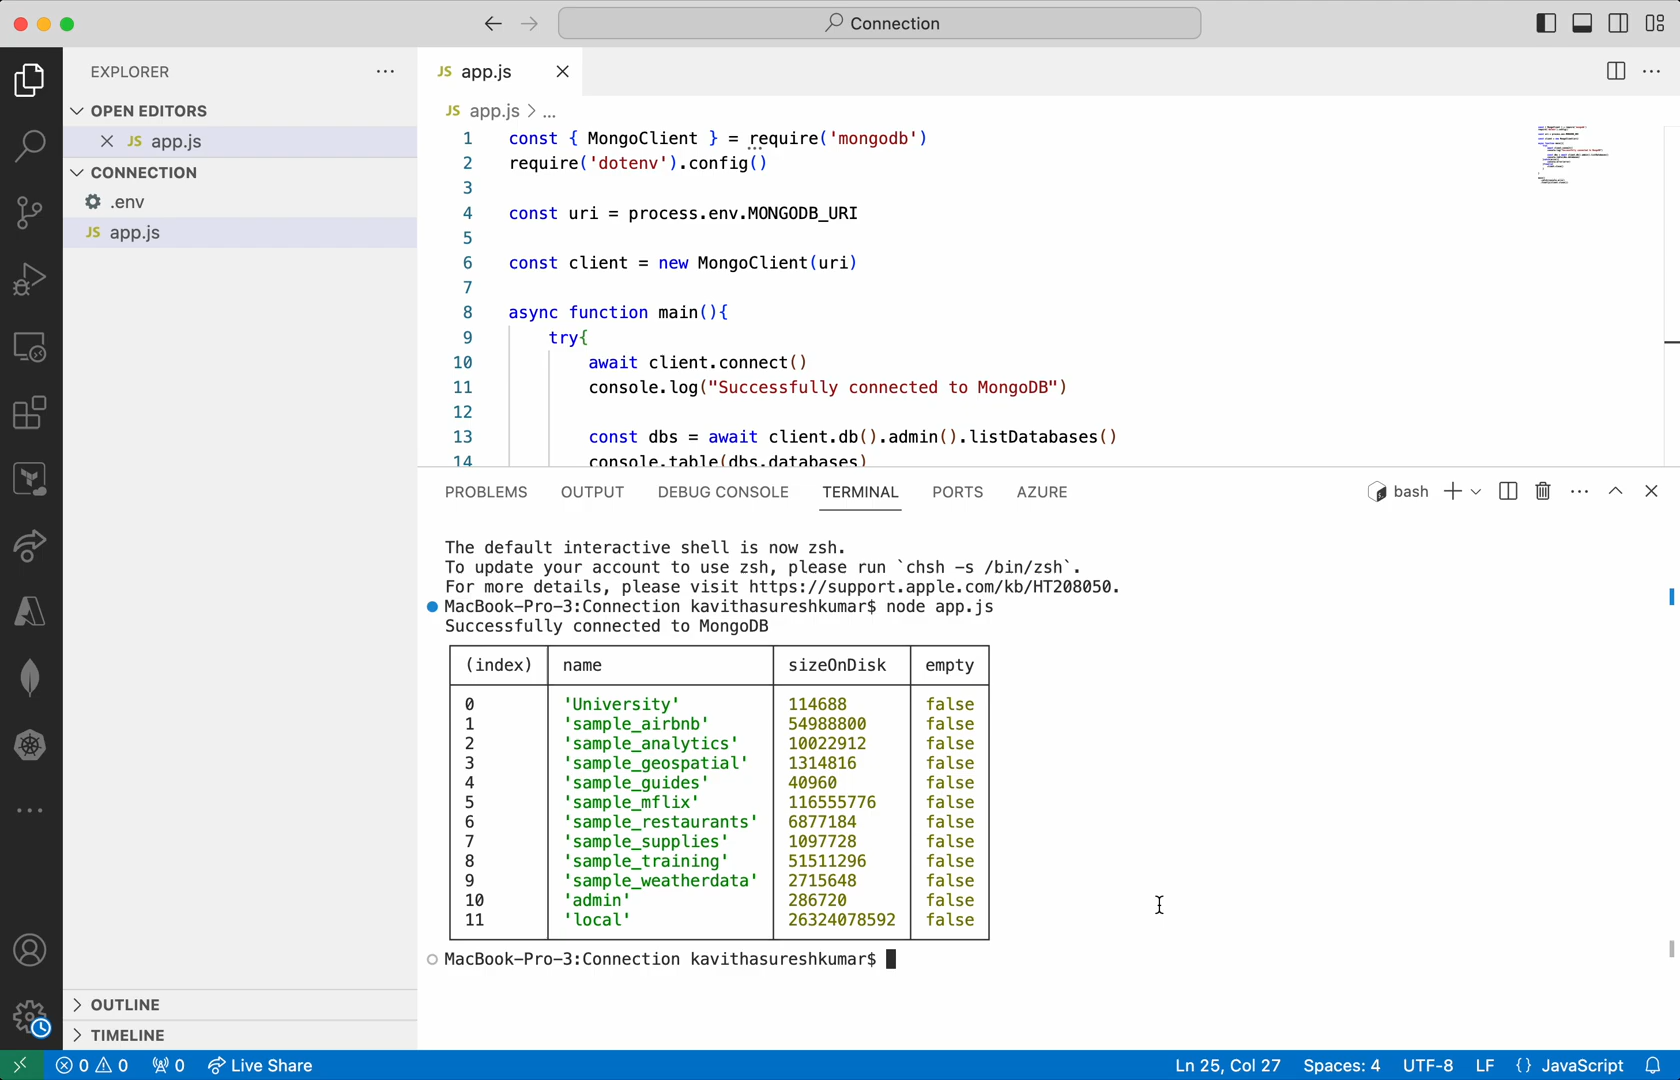 Connection
EXPLORER
OPEN EDITORS
JS app.js
CONNECTION
.env
JS app.js
OUTLINE
TIMELINE
JS app.js
JS app.js > ...
1 const { MongoClient } = require('mongodb')
2 require('dotenv').config()
3
4 const uri = process.env.MONGODB_URI
5
6 const client = new MongoClient(uri)
7
8 async function main(){
9 try{
10 await client.connect()
11 console.log("Successfully connected to MongoDB")
12
13 const dbs = await client.db().admin().listDatabases()
14 console.table(dbs.databases)
PROBLEMS OUTPUT DEBUG CONSOLE TERMINAL PORTS AZURE bash
The default interactive shell is now zsh.
To update your account to use zsh, please run `chsh -s /bin/zsh`.
For more details, please visit https://support.apple.com/kb/HT208050.
MacBook-Pro-3:Connection kavithasureshkumar$ node app.js
Successfully connected to MongoDB
(index) name sizeOnDisk empty
0 'University' 114688 false
1 'sample_airbnb' 54988800 false
2 'sample_analytics' 10022912 false
3 'sample_geospatial' 1314816 false
4 'sample_guides' 40960 false
5 'sample_mflix' 116555776 false
6 'sample_restaurants' 6877184 false
7 'sample_supplies' 1097728 false
8 'sample_training' 51511296 false
9 'sample_weatherdata' 2715648 false
10 'admin' 286720 false
11 'local' 26324078592 false
MacBook-Pro-3:Connection kavithasureshkumar$
0 0 0 Live Share Ln 25, Col 27 Spaces: 4 UTF-8 LF {} JavaScript